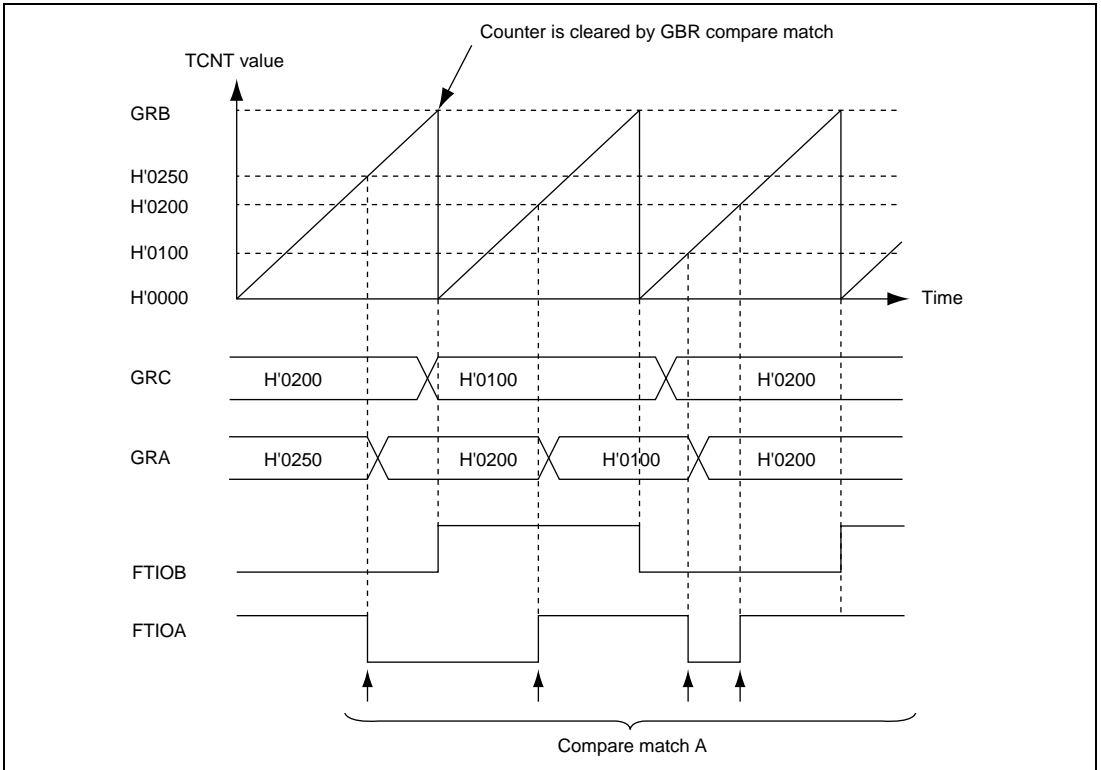 Counter is cleared by GBR compare match
TCNT value
GRB
H'0250
H'0200
H'0100
H'0000
Time
GRC H'0200 H'0100 H'0200
GRA H'0250 H'0200 H'0100 H'0200
FTIOB
FTIOA
Compare match A